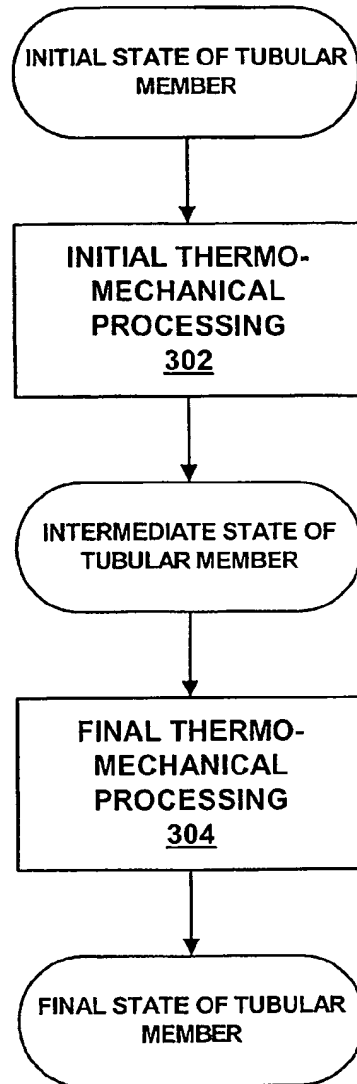 INITIAL STATE OF TUBULAR
MEMBER
INITIAL THERMO-
MECHANICAL
PROCESSING
302
INTERMEDIATE STATE OF
TUBULAR MEMBER
FINAL THERMO-
MECHANICAL
PROCESSING
304
FINAL STATE OF TUBULAR
MEMBER